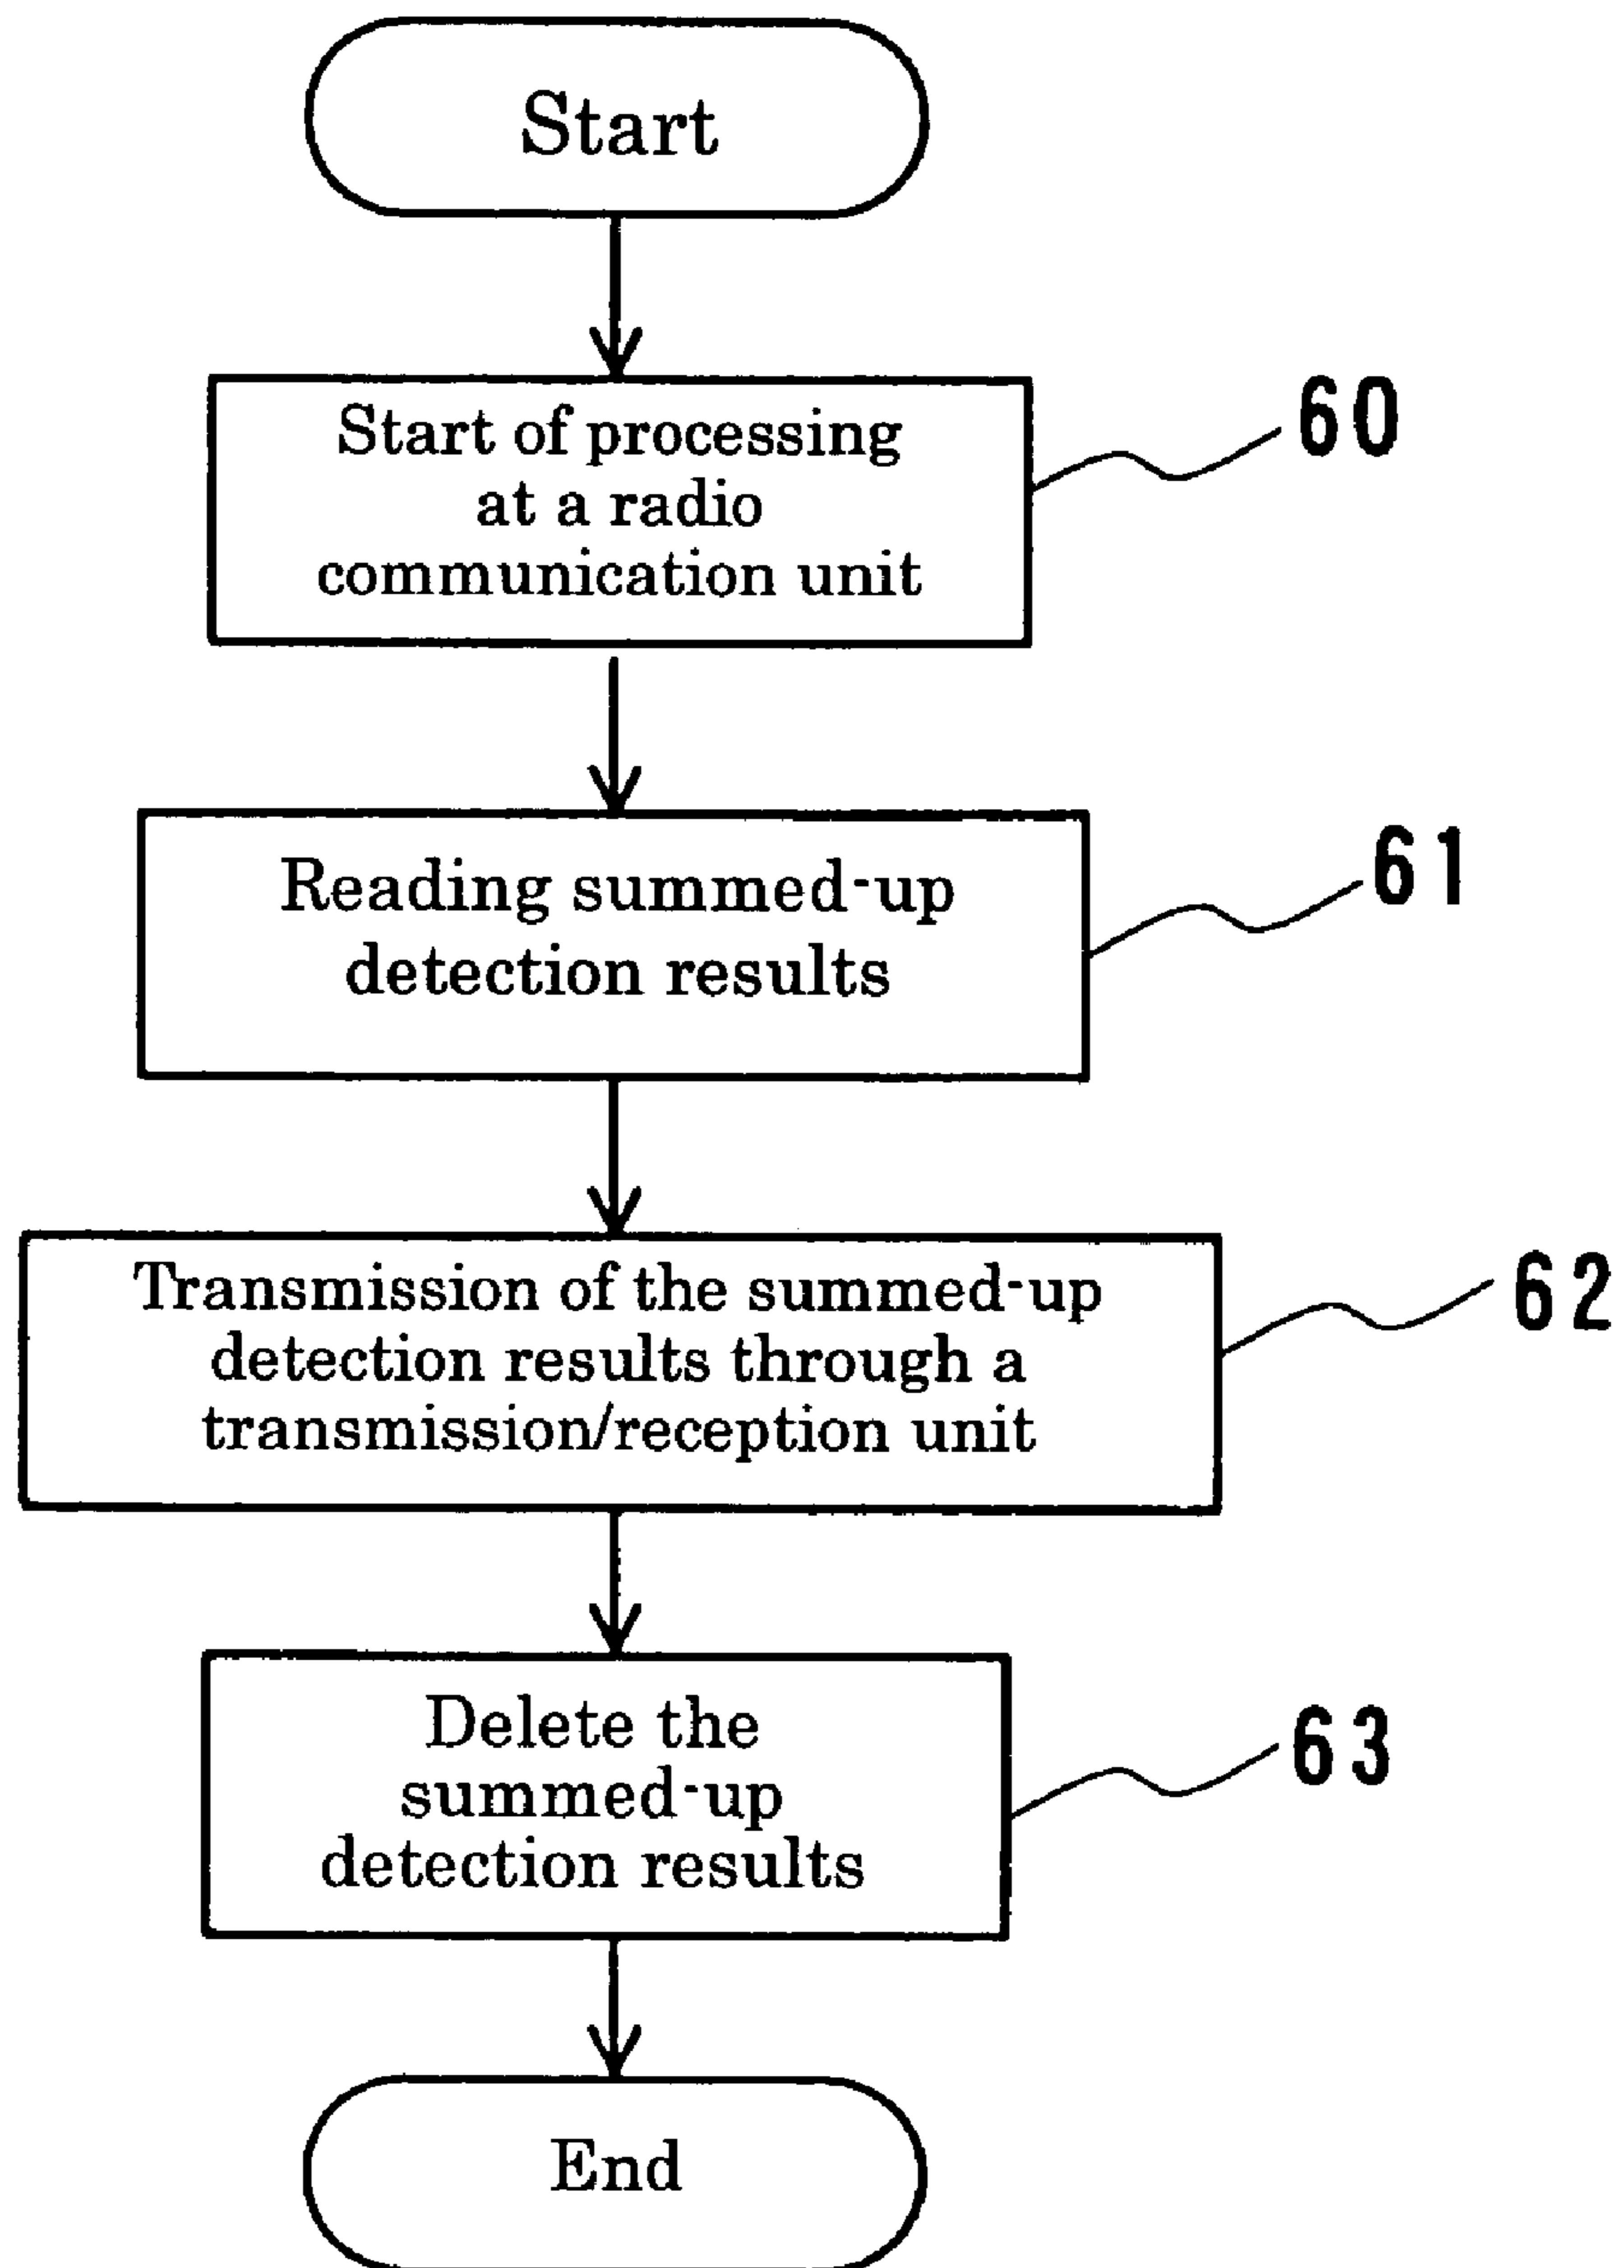 Start
Start of processing
at a radio
communication unit
60
Reading summed-up
detection results
61
Transmission of the summed-up
detection results through a
transmission/reception unit
62
Delete the
summed-up
detection results
63
End